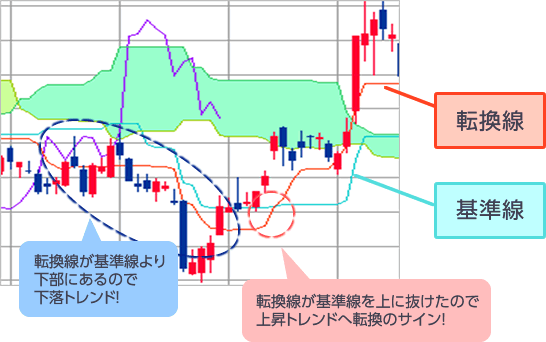 転換線
基準線
転換線が基準線より
下部にあるので
下落トレンド!
転換線が基準線を上に抜けたので
上昇トレンドへ転換のサイン!